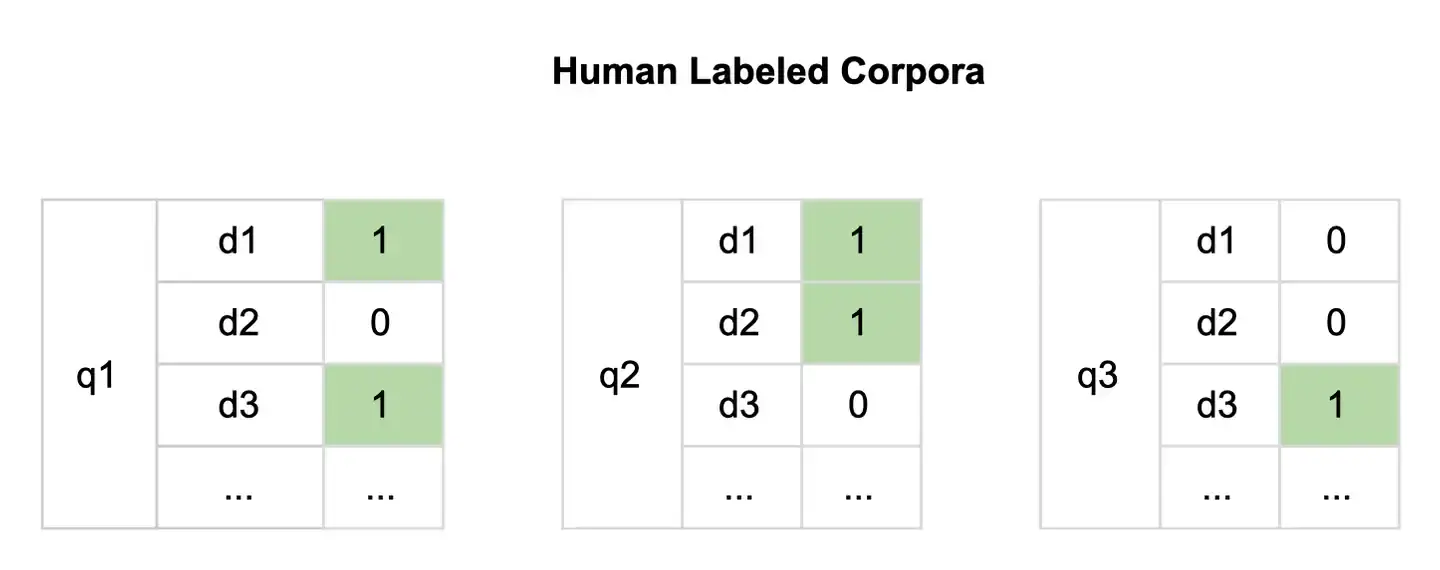 Human Labeled Corpora
d1 1 d1 1 d1 0
d2 0 d2 1 d2 0
q1 q2 q3
d3 1 d3 0 d3 1
... ... ... ... ... ...